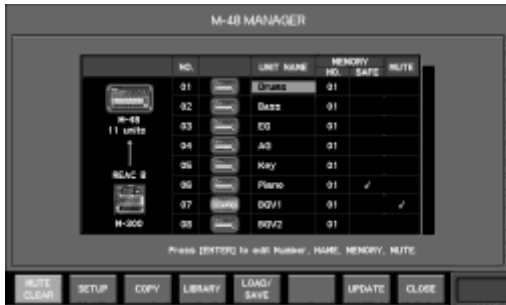 M-48 MANAGER
NO. UNIT NAME MEMORY NO. SAFE MUTE
01 Drums 01
02 Bass 01
03 EG 01
04 AG 01
05 Key 01
06 Piano 01 ✓
07 BGV1 01 ✓
08 BGV2 01
M-48
11 units
REAC B
M-300
Press [ENTER] to edit Number, NAME, MEMORY, MUTE.
MUTE CLEAR SETUP COPY LIBRARY LOAD/SAVE UPDATE CLOSE